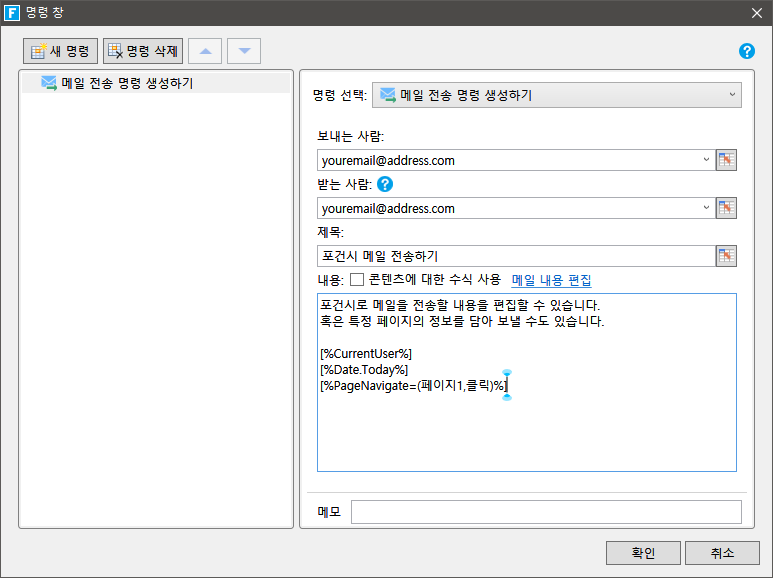 F 명령 창
새 명령 명령 삭제
?
메일 전송 명령 생성하기
명령 선택: 메일 전송 명령 생성하기
보내는 사람:
youremail@address.com
받는 사람: ?
youremail@address.com
제목:
포건시 메일 전송하기
내용: 콘텐츠에 대한 수식 사용 메일 내용 편집
포건시로 메일을 전송할 내용을 편집할 수 있습니다.
혹은 특정 페이지의 정보를 담아 보낼 수도 있습니다.
[%CurrentUser%]
[%Date.Today%]
[%PageNavigate=(페이지1,클릭)%]
메모
확인 취소